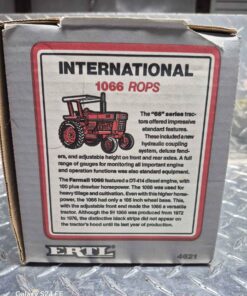 INTERNATIONAL
1066 ROPS
The "66" series trac-
tors offered impressive
standard features.
These included a new
hydraulic coupling
system, deluxe fend-
ers, and adjustable height on front and rear axles. A full
range of gauges for monitoring all important engine
and operation functions was also standard equipment.
The Farmall 1066 featured a DT-414 diesel engine, with
100 plus drawbar horsepower. The 1066 was used for
heavy tillage and cultivation. Even with this higher horse-
power, the 1066 had only a 105 inch wheel base. This,
with the adjustable front end made the 1066 a versatile
tractor. Although the IH 1066 was produced from 1972
to 1976, the distinctive black stripe did not appear on
the tractor's hood until its last year of production.
ERTL
4621
Galaxy S24 FE